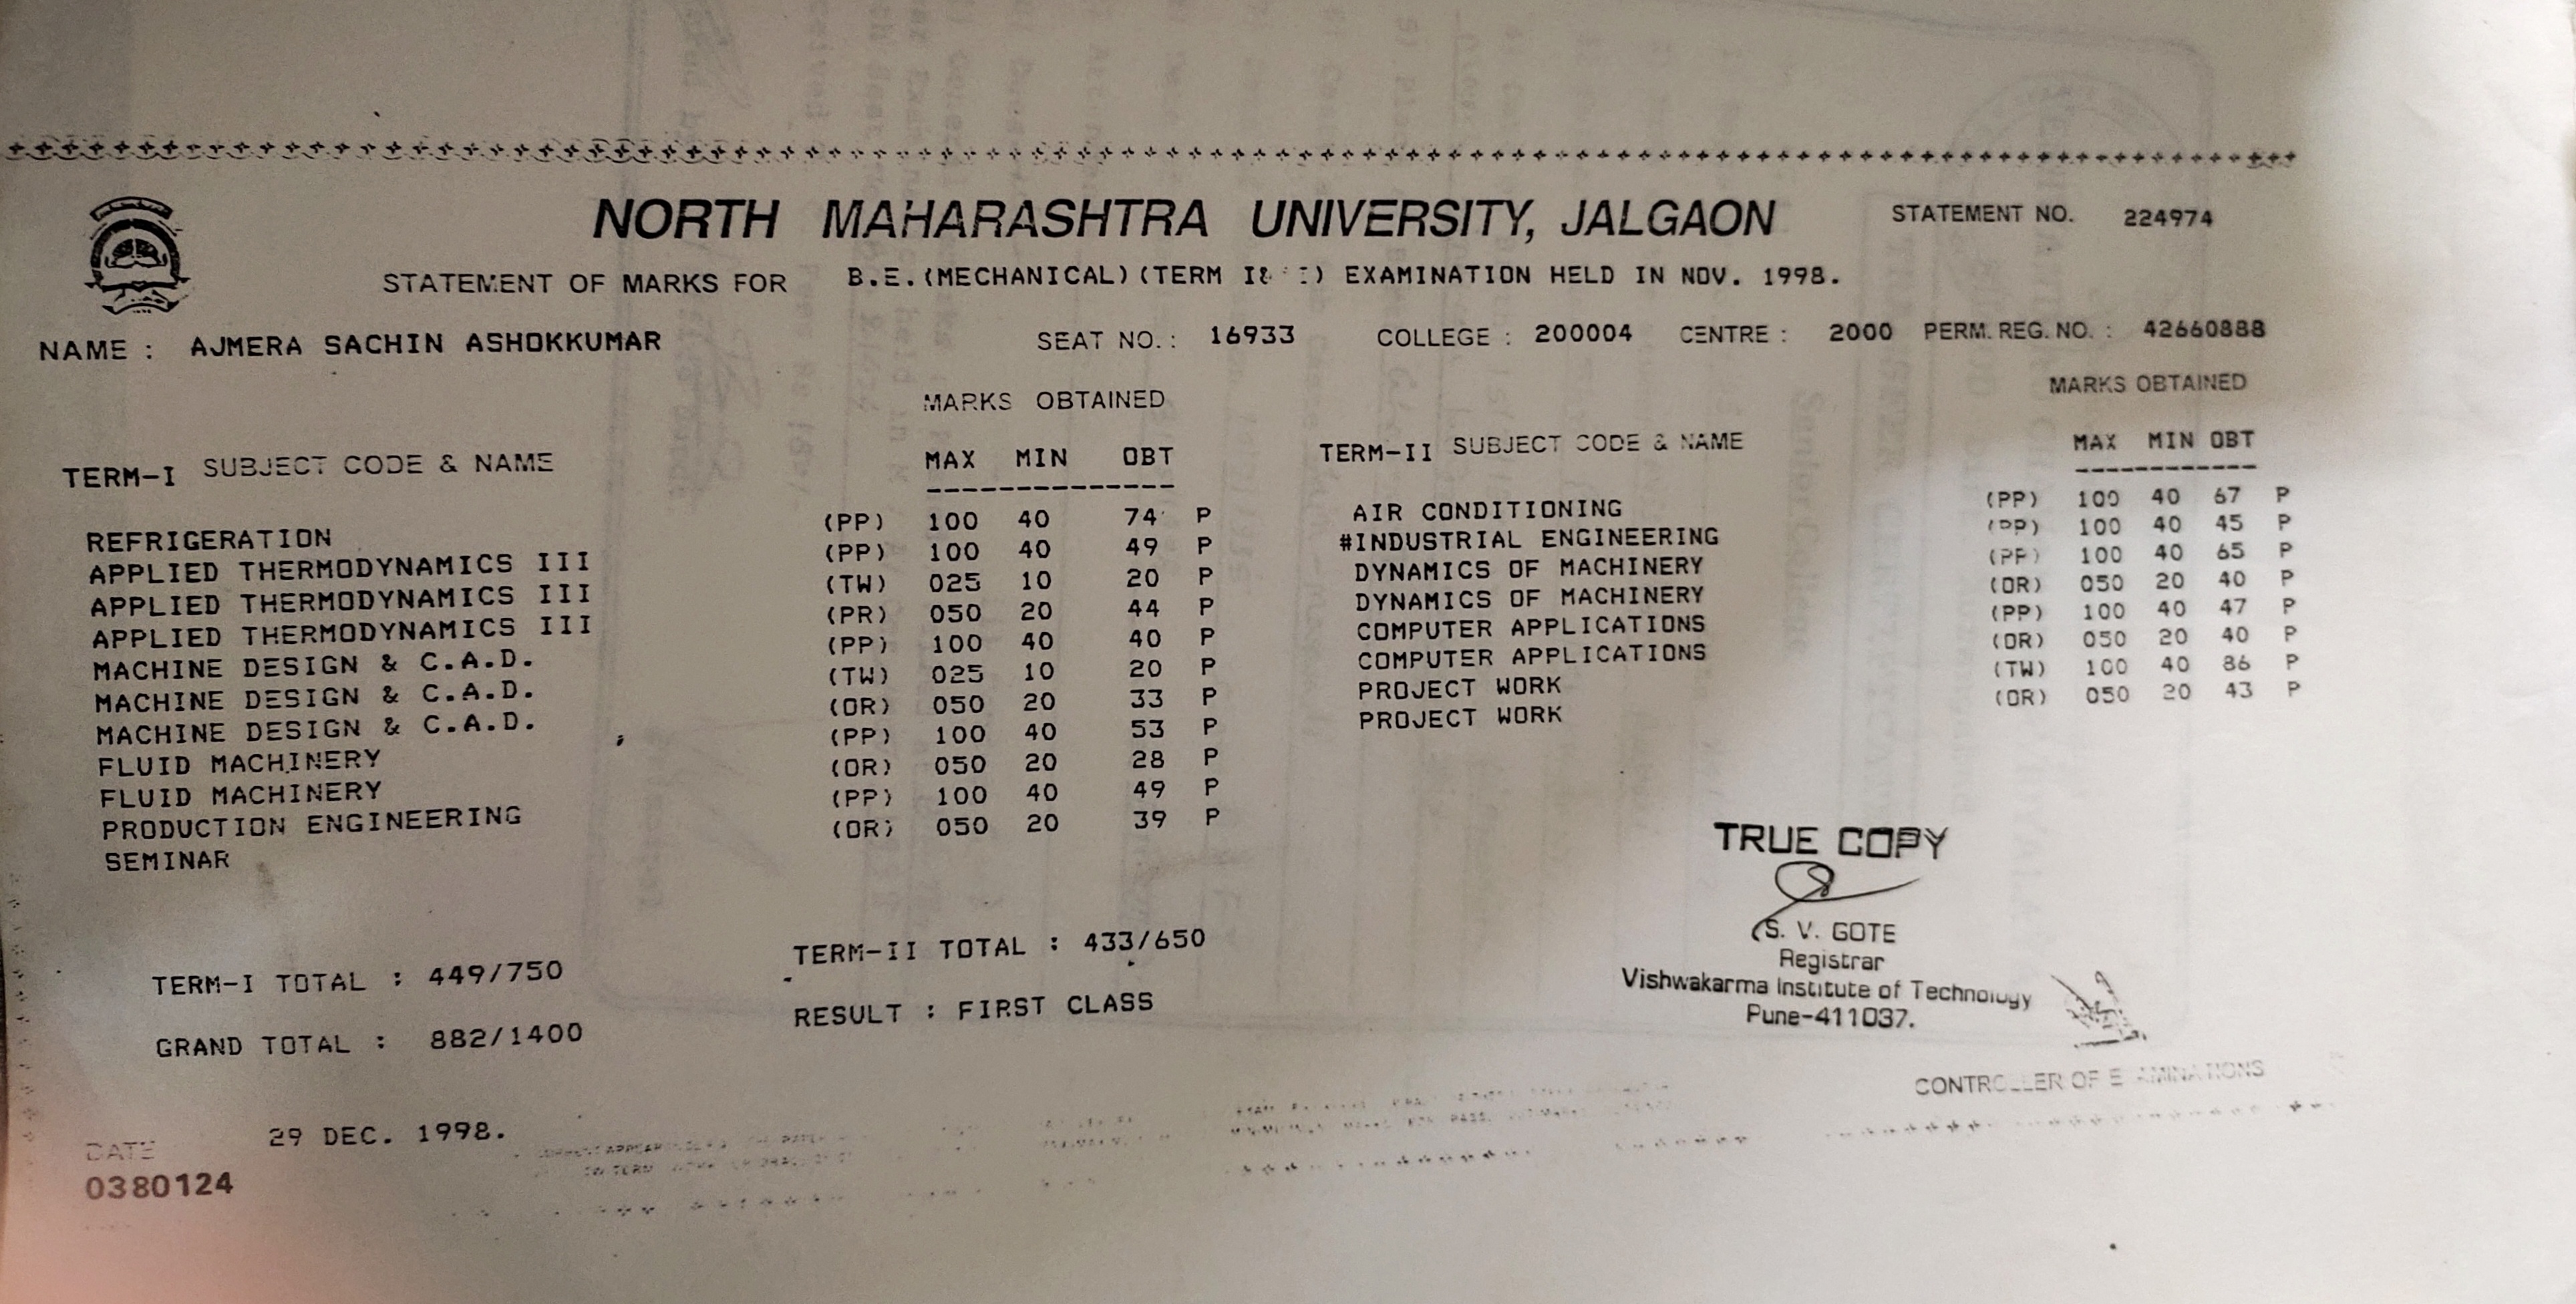 NORTH MAHARASHTRA UNIVERSITY, JALGAON STATEMENT NO. 224974
STATEMENT OF MARKS FOR B.E.(MECHANICAL)(TERM I& ) EXAMINATION HELD IN NOV. 1998.
NAME : AJMERA SACHIN ASHOKKUMAR SEAT NO. : 16933 COLLEGE : 200004 CENTRE : 2000 PERM. REG. NO. : 42660888
MARKS OBTAINED
TERM-I SUBJECT CODE & NAME MAX MIN OBT
REFRIGERATION (PP) 100 40 74 P
APPLIED THERMODYNAMICS III (PP) 100 40 49 P
APPLIED THERMODYNAMICS III (TW) 025 10 20 P
APPLIED THERMODYNAMICS III (PR) 050 20 44 P
MACHINE DESIGN & C.A.D. (PP) 100 40 40 P
MACHINE DESIGN & C.A.D. (TW) 025 10 20 P
MACHINE DESIGN & C.A.D. (OR) 050 20 33 P
FLUID MACHINERY (PP) 100 40 53 P
FLUID MACHINERY (OR) 050 20 28 P
PRODUCTION ENGINEERING (PP) 100 40 49 P
SEMINAR (OR) 050 20 39 P
MARKS OBTAINED
TERM-II SUBJECT CODE & NAME MAX MIN OBT
AIR CONDITIONING (PP) 100 40 67 P
#INDUSTRIAL ENGINEERING (PP) 100 40 45 P
DYNAMICS OF MACHINERY (PP) 100 40 65 P
DYNAMICS OF MACHINERY (OR) 050 20 40 P
COMPUTER APPLICATIONS (PP) 100 40 47 P
COMPUTER APPLICATIONS (OR) 050 20 40 P
PROJECT WORK (TW) 100 40 86 P
PROJECT WORK (OR) 050 20 43 P
TERM-I TOTAL : 449/750 TERM-II TOTAL : 433/650
GRAND TOTAL : 882/1400 RESULT : FIRST CLASS
TRUE COPY
S. V. GOTE
Registrar
Vishwakarma Institute of Technology
Pune-411037.
CONTROLLER OF EXAMINATIONS
DATE 29 DEC. 1998.
0380124